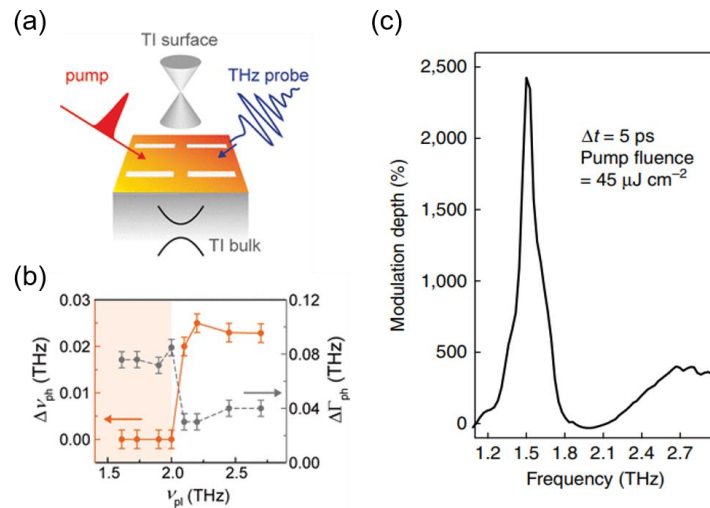 (a)
TI surface
pump
THz probe
TI bulk
(b)
0.03
0.02
0.01
0.00
Δν_ph (THz)
0.12
0.08
0.04
0.00
ΔΓ_ph (THz)
1.5 2.0 2.5
ν_pl (THz)
(c)
2,500
2,000
1,500
1,000
500
0
Modulation depth (%)
Δt = 5 ps
Pump fluence
= 45 μJ cm⁻²
1.2 1.5 1.8 2.1 2.4 2.7
Frequency (THz)